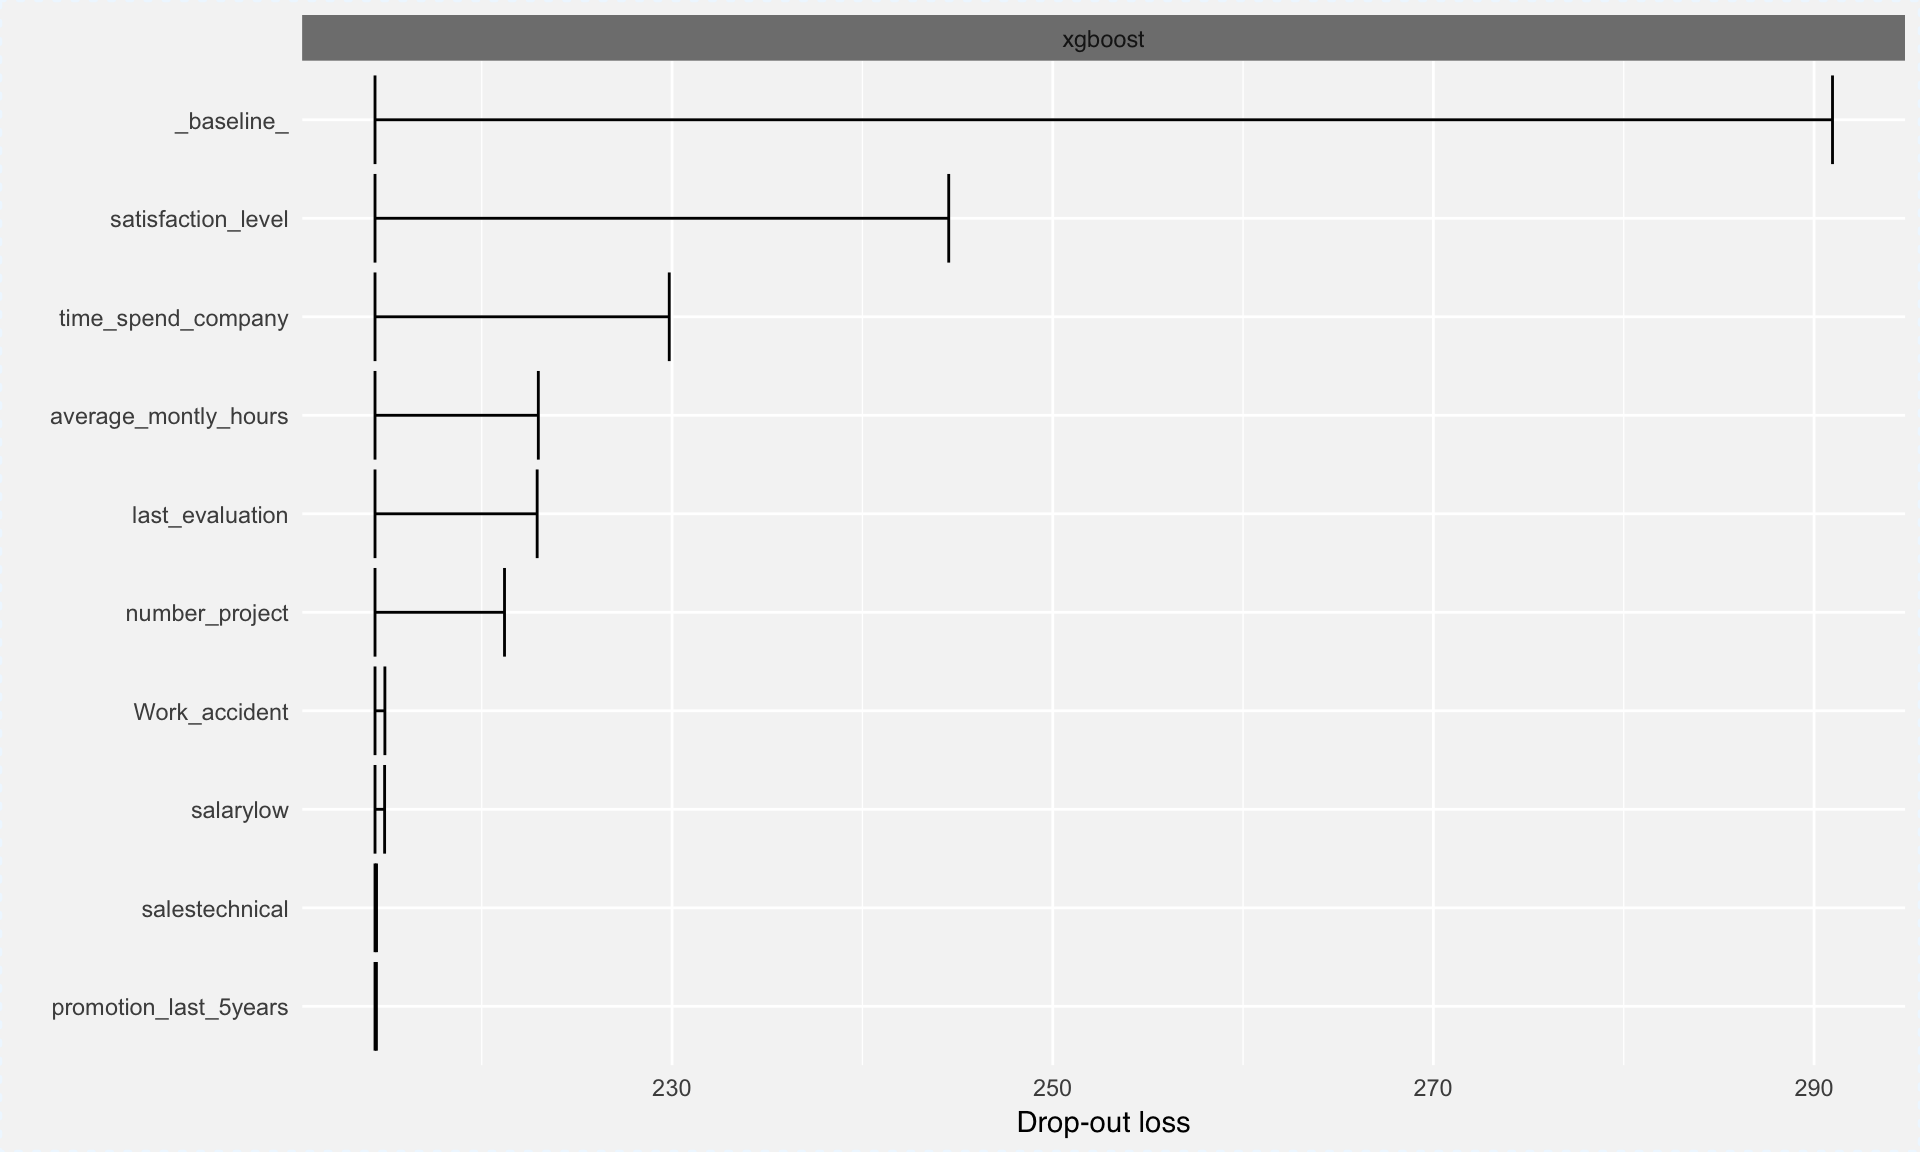 xgboost
_baseline_
satisfaction_level
time_spend_company
average_montly_hours
last_evaluation
number_project
Work_accident
salarylow
salestechnical
promotion_last_5years
230 250 270 290
Drop-out loss